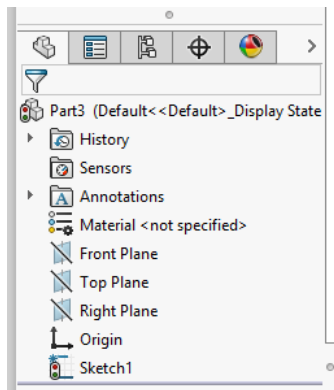 Part3 (Default<<Default>_Display State
History
Sensors
Annotations
Material <not specified>
Front Plane
Top Plane
Right Plane
Origin
Sketch1